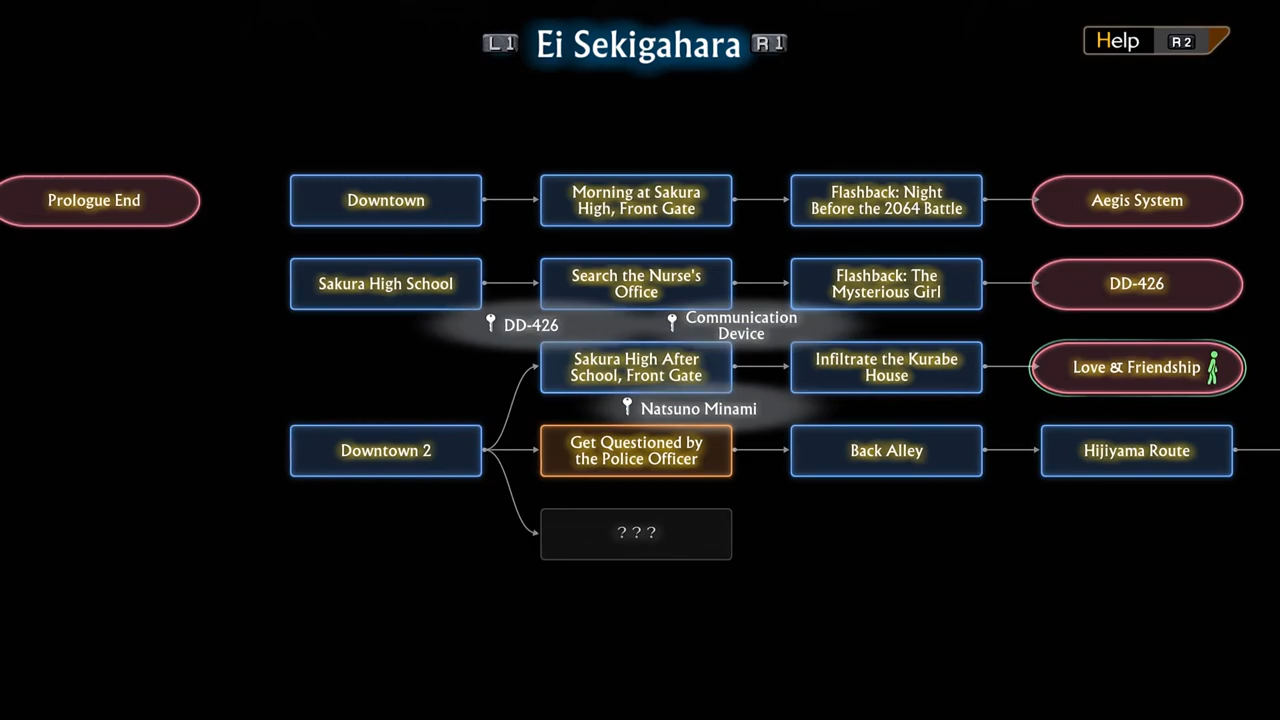 L1 Ei Sekigahara R1
Help R2
Prologue End
Downtown
Morning at Sakura
High, Front Gate
Flashback: Night
Before the 2064 Battle
Aegis System
Sakura High School
Search the Nurse's
Office
Flashback: The
Mysterious Girl
DD-426
DD-426
Communication
Device
Sakura High After
School, Front Gate
Infiltrate the Kurabe
House
Love & Friendship
Natsuno Minami
Downtown 2
Get Questioned by
the Police Officer
Back Alley
Hijiyama Route
? ? ?